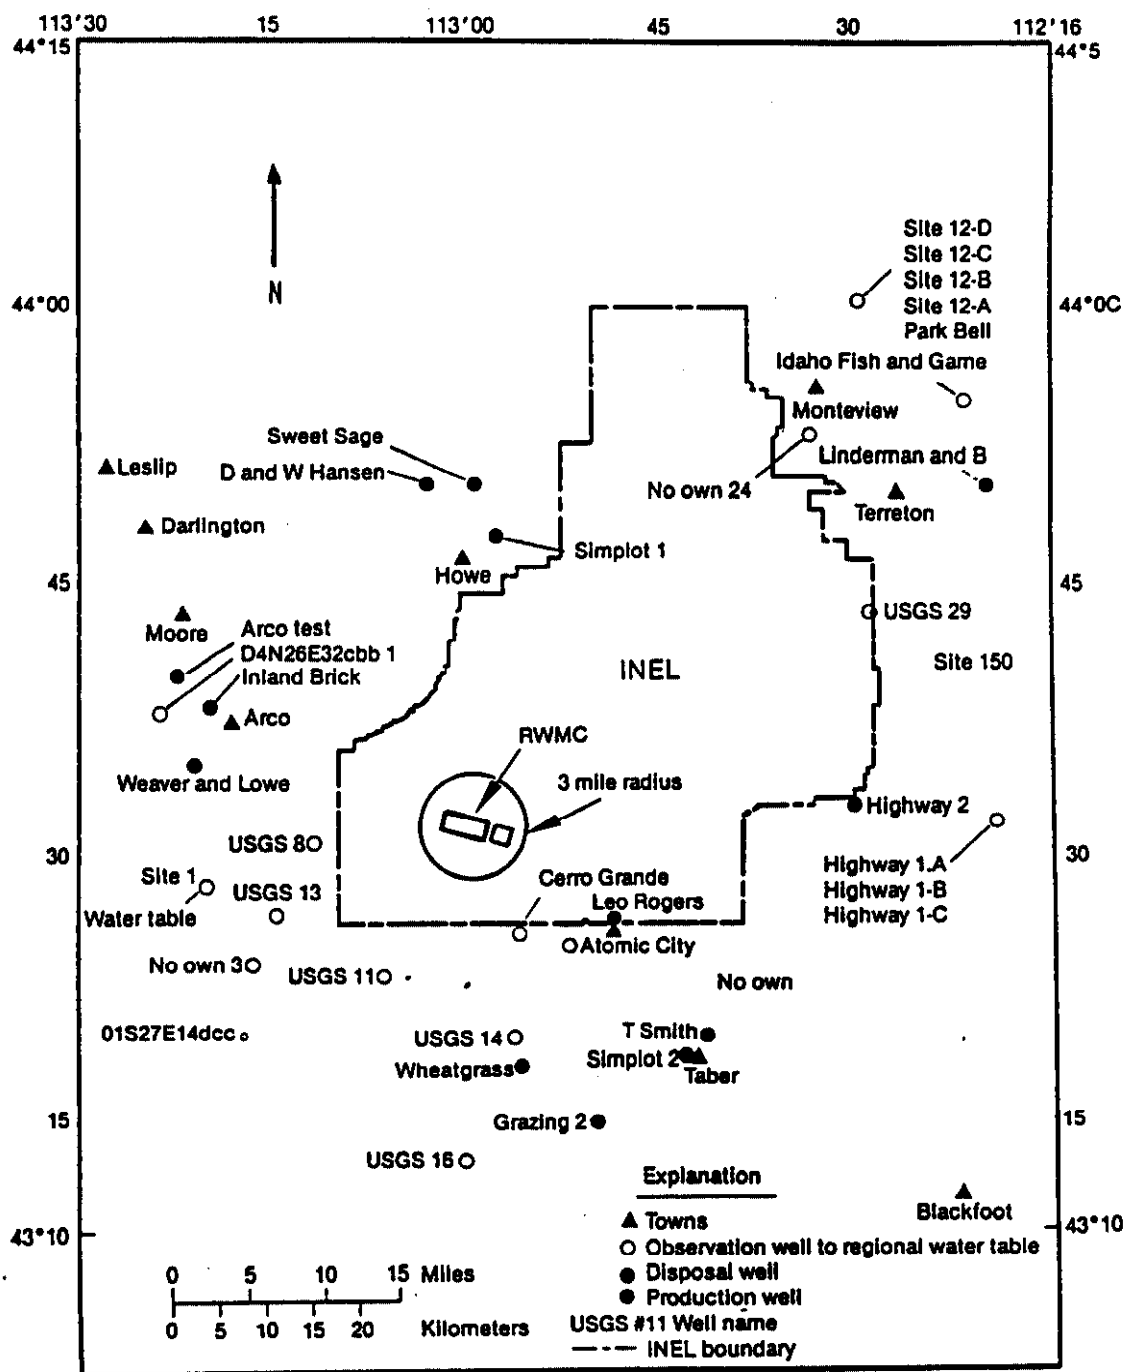 113°30 15 113°00 45 30 112°16
44°15 44°5
Site 12-D
Site 12-C
Site 12-B
Site 12-A
Park Bell
N
44°00 44°0C
Idaho Fish and Game
Monteview
Sweet Sage
Leslip
D and W Hansen
Linderman and B
No own 24
Terreton
Darlington
Simplot 1
Howe
45 45
USGS 29
Moore
Arco test
D4N26E32cbb 1
Inland Brick
Site 150
INEL
Arco
RWMC
Weaver and Lowe
3 mile radius
Highway 2
USGS 8
30 30
Highway 1.A
Highway 1-B
Highway 1-C
Site 1
USGS 13
Water table
Cerro Grande
Leo Rogers
Atomic City
No own 3
USGS 11
No own
01S27E14dcc
USGS 14
T Smith
Simplot 2
Taber
Wheatgrass
15 15
Grazing 2
USGS 16
Explanation
Blackfoot
Towns
43°10 43°10
Observation well to regional water table
Disposal well
Production well
USGS #11 Well name
INEL boundary
0 5 10 15 Miles
0 5 10 15 20 Kilometers